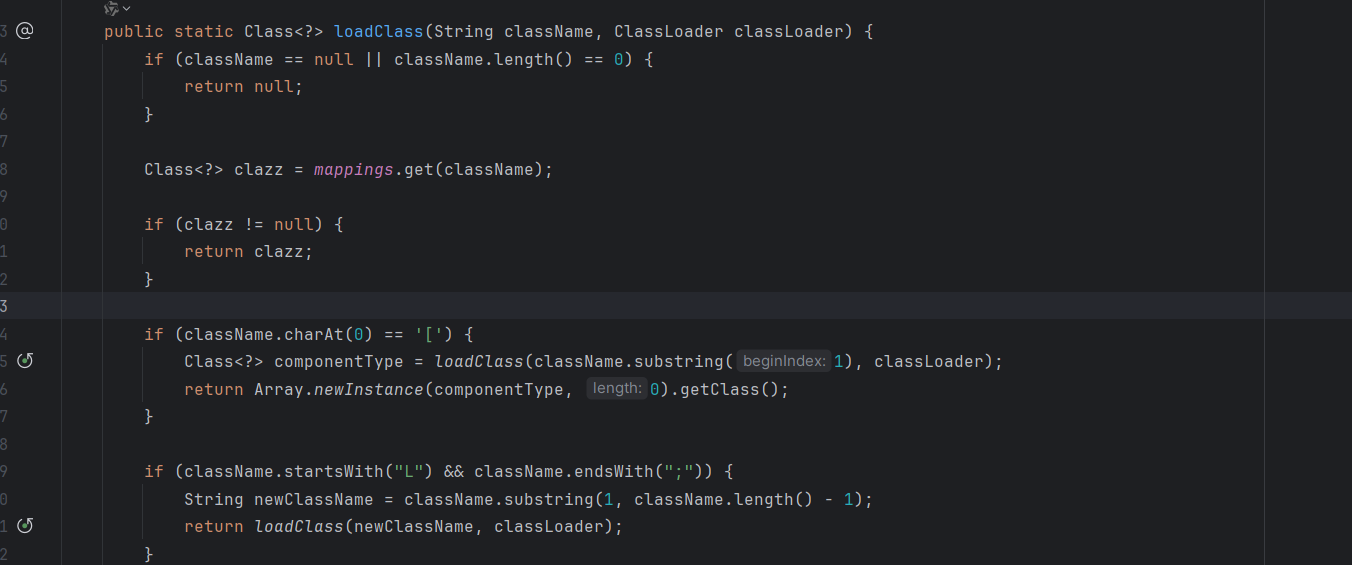 3 @ public static Class<?> loadClass(String className, ClassLoader classLoader) {
4 if (className == null || className.length() == 0) {
5 return null;
6 }
7
8 Class<?> clazz = mappings.get(className);
9
0 if (clazz != null) {
1 return clazz;
2 }
3
4 if (className.charAt(0) == '[') {
5 Class<?> componentType = loadClass(className.substring( beginIndex: 1), classLoader);
6 return Array.newInstance(componentType, length: 0).getClass();
7 }
8
9 if (className.startsWith("L") && className.endsWith(";")) {
0 String newClassName = className.substring(1, className.length() - 1);
1 return loadClass(newClassName, classLoader);
2 }